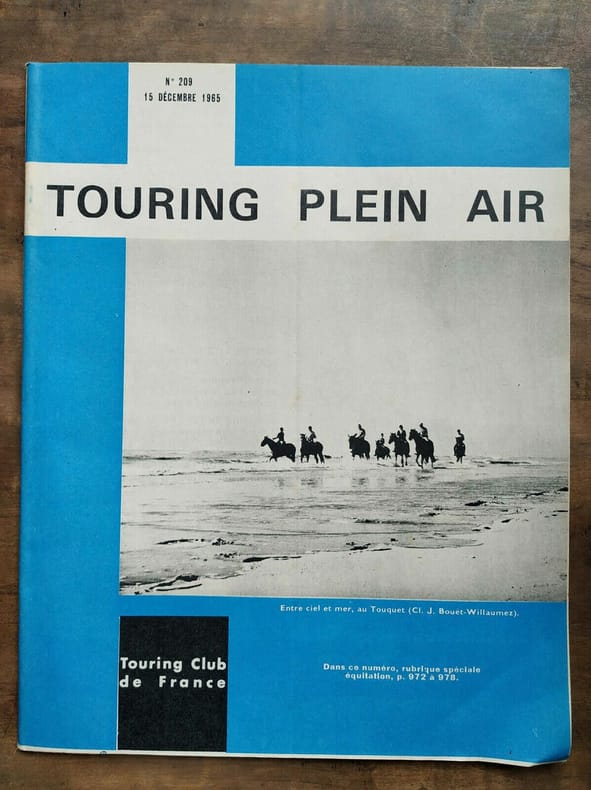 N° 209
15 DÉCEMBRE 1965
TOURING PLEIN AIR
Entre ciel et mer, au Touquet (Cl. J. Bouët-Willaumez).
Touring Club
de France
Dans ce numéro, rubrique spéciale
équitation, p. 972 à 978.